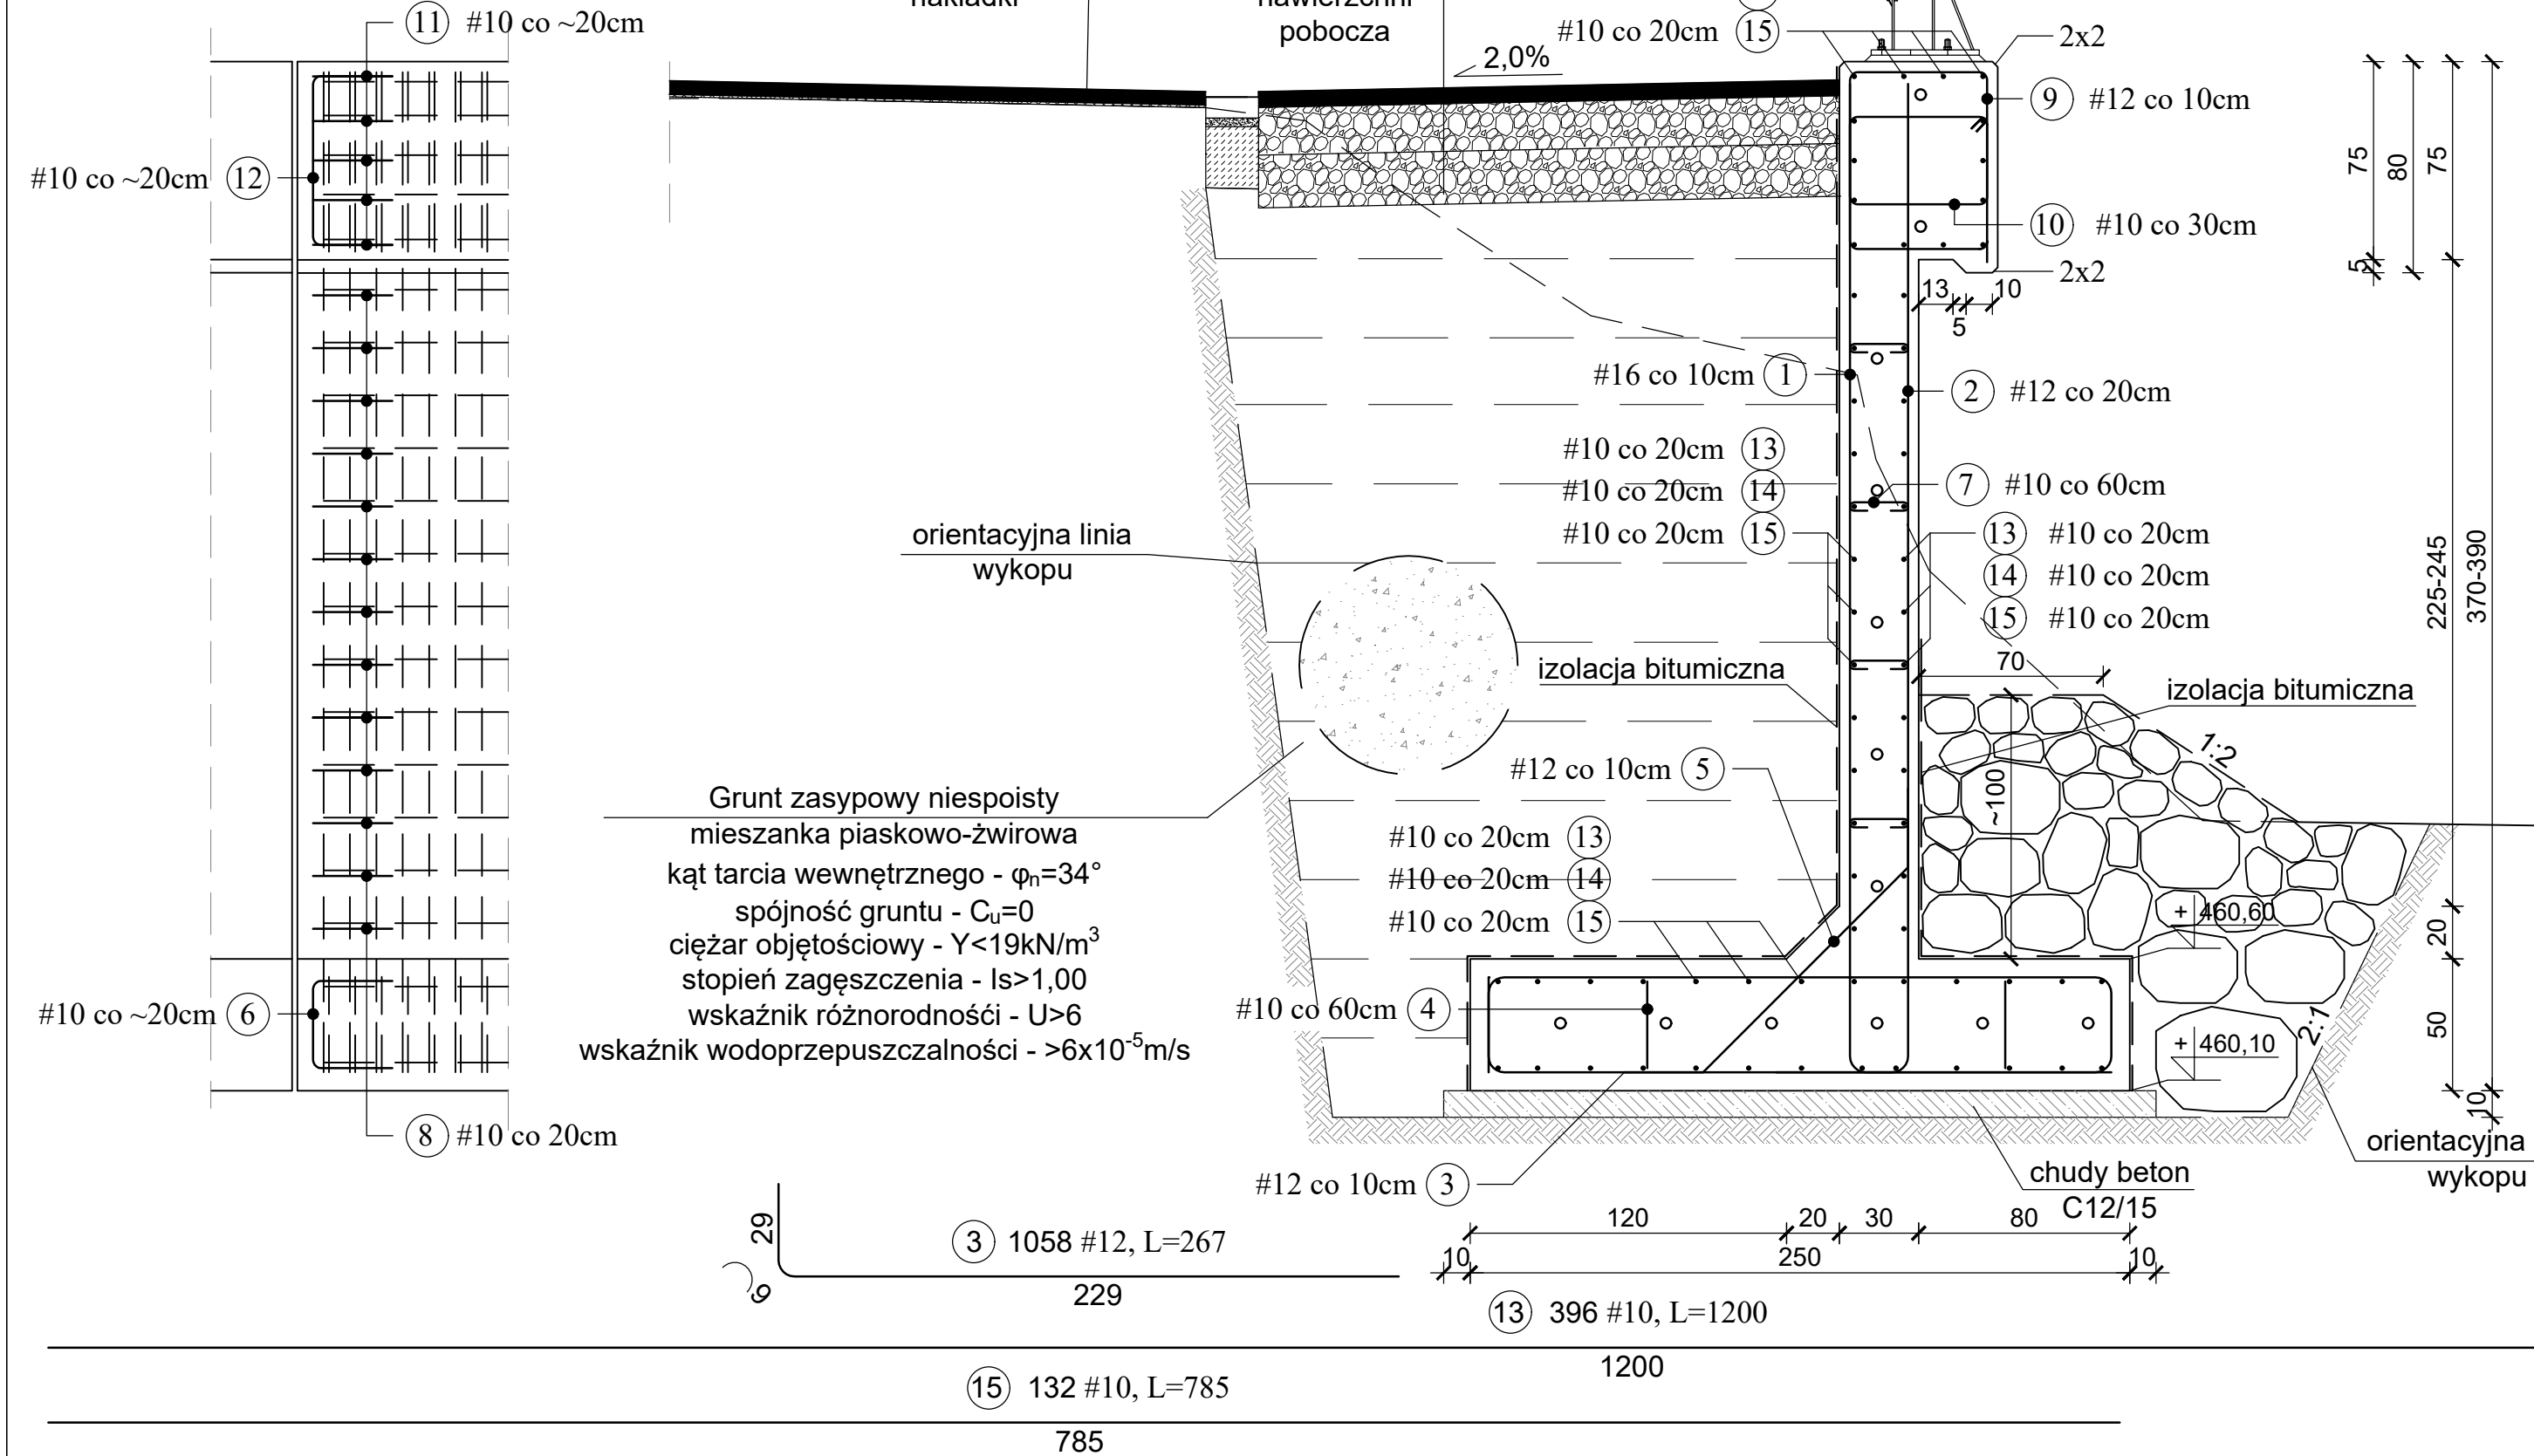 11 #10 co ~20cm
pobocza
#10 co 20cm 15
2x2
2,0%
9 #12 co 10cm
#10 co ~20cm 12
75
80
75
10 #10 co 30cm
5
2x2
13
10
5
#16 co 10cm 1
2 #12 co 20cm
#10 co 20cm 13
#10 co 20cm 14
#10 co 20cm 15
7 #10 co 60cm
13 #10 co 20cm
14 #10 co 20cm
15 #10 co 20cm
orientacyjna linia
wykopu
225-245
370-390
70
izolacja bitumiczna
izolacja bitumiczna
1:2
~100
#12 co 10cm 5
Grunt zasypowy niespoisty
mieszanka piaskowo-żwirowa
kąt tarcia wewnętrznego - φn=34°
spójność gruntu - Cu=0
ciężar objętościowy - Y<19kN/m³
stopień zagęszczenia - Is>1,00
wskaźnik różnorodnośći - U>6
wskaźnik wodoprzepuszczalności - >6x10⁻⁵m/s
#10 co 20cm 13
#10 co 20cm 14
#10 co 20cm 15
+ 460,60
20
#10 co ~20cm 6
#10 co 60cm 4
+ 460,10
2:1
50
10
8 #10 co 20cm
orientacyjna
wykopu
#12 co 10cm 3
chudy beton
C12/15
29
9
3 1058 #12, L=267
229
120
20
30
80
10
250
10
13 396 #10, L=1200
1200
15 132 #10, L=785
785